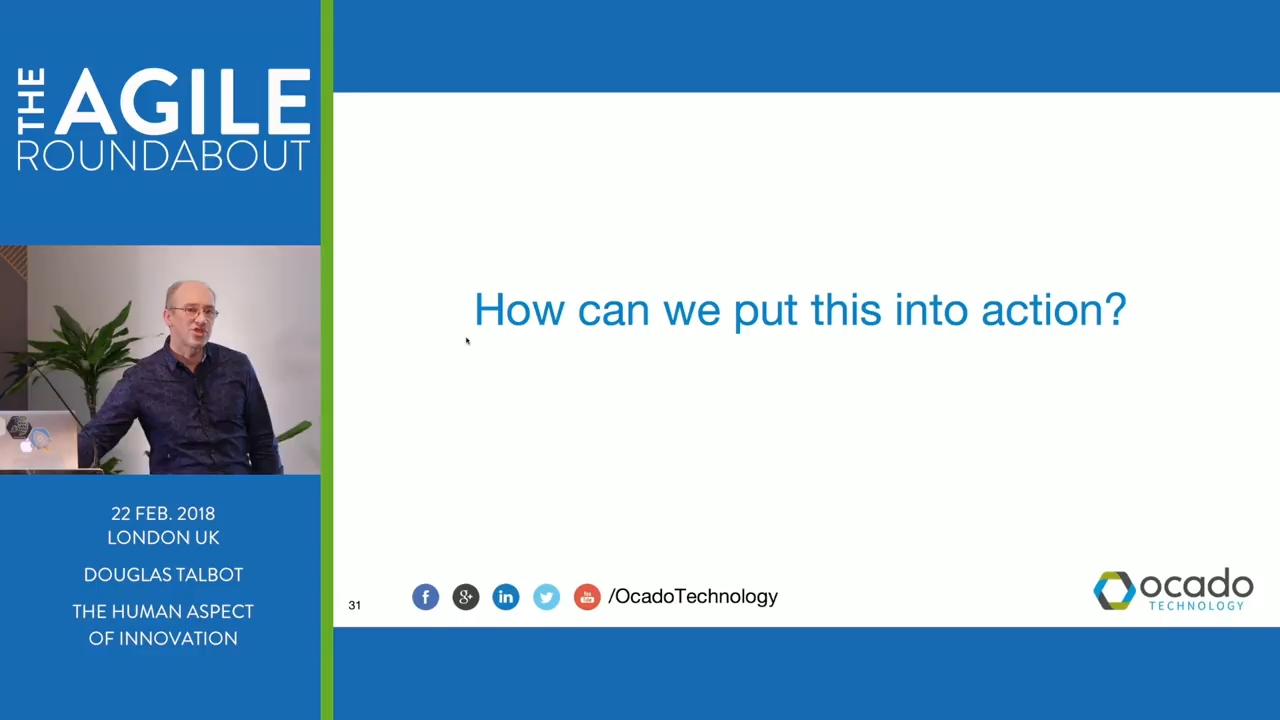 THE AGILE
ROUNDABOUT
22 FEB. 2018
LONDON UK
DOUGLAS TALBOT
THE HUMAN ASPECT
OF INNOVATION
How can we put this into action?
31
/OcadoTechnology
ocado
TECHNOLOGY